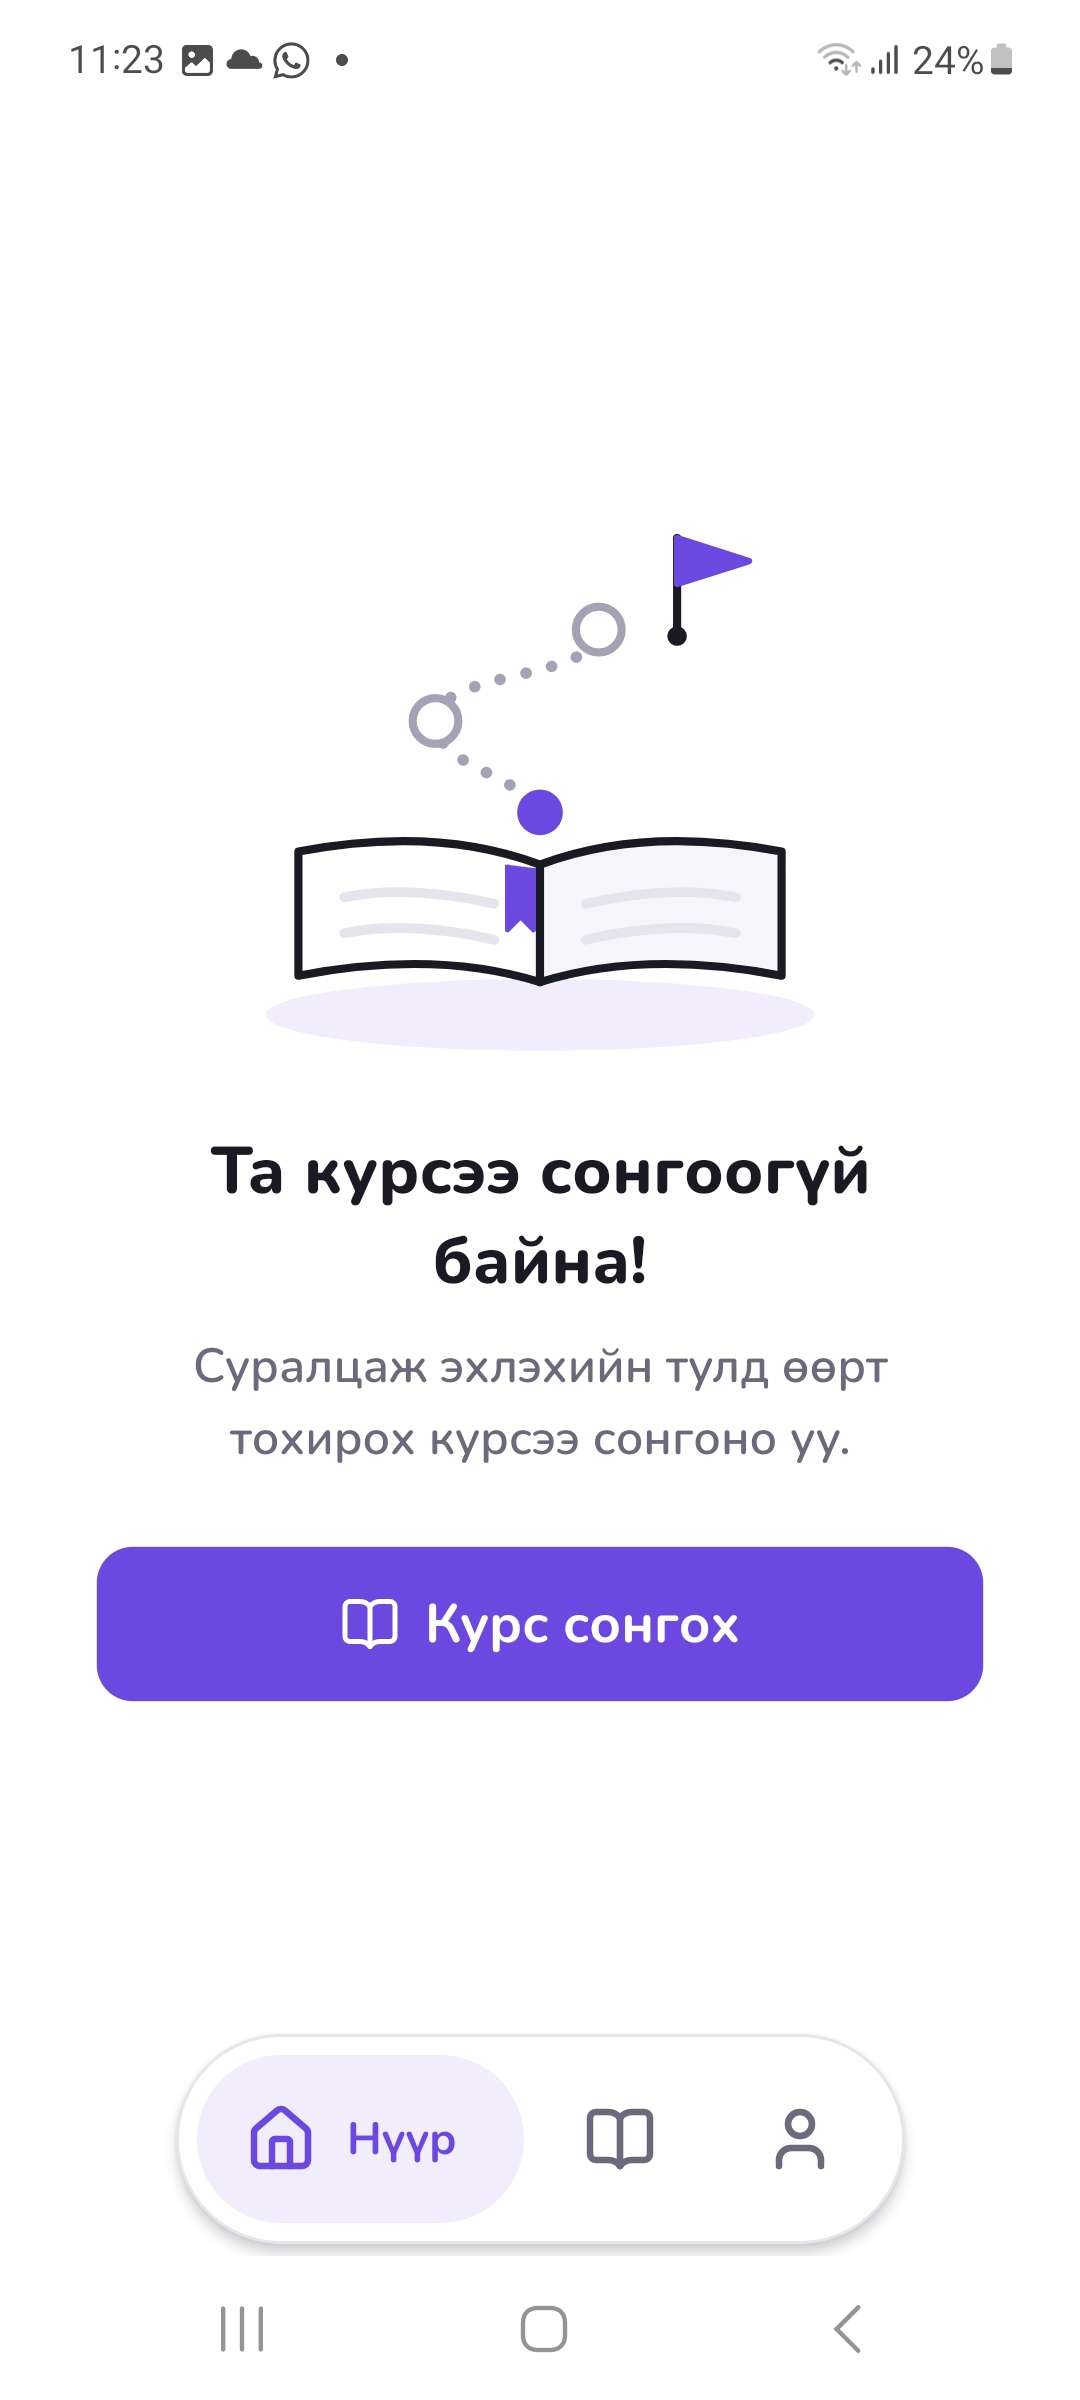 11:23
24%
Та курсээ сонгоогүй
байна!
Суралцаж эхлэхийн тулд өөрт
тохирох курсээ сонгоно уу.
Курс сонгох
Нүүр